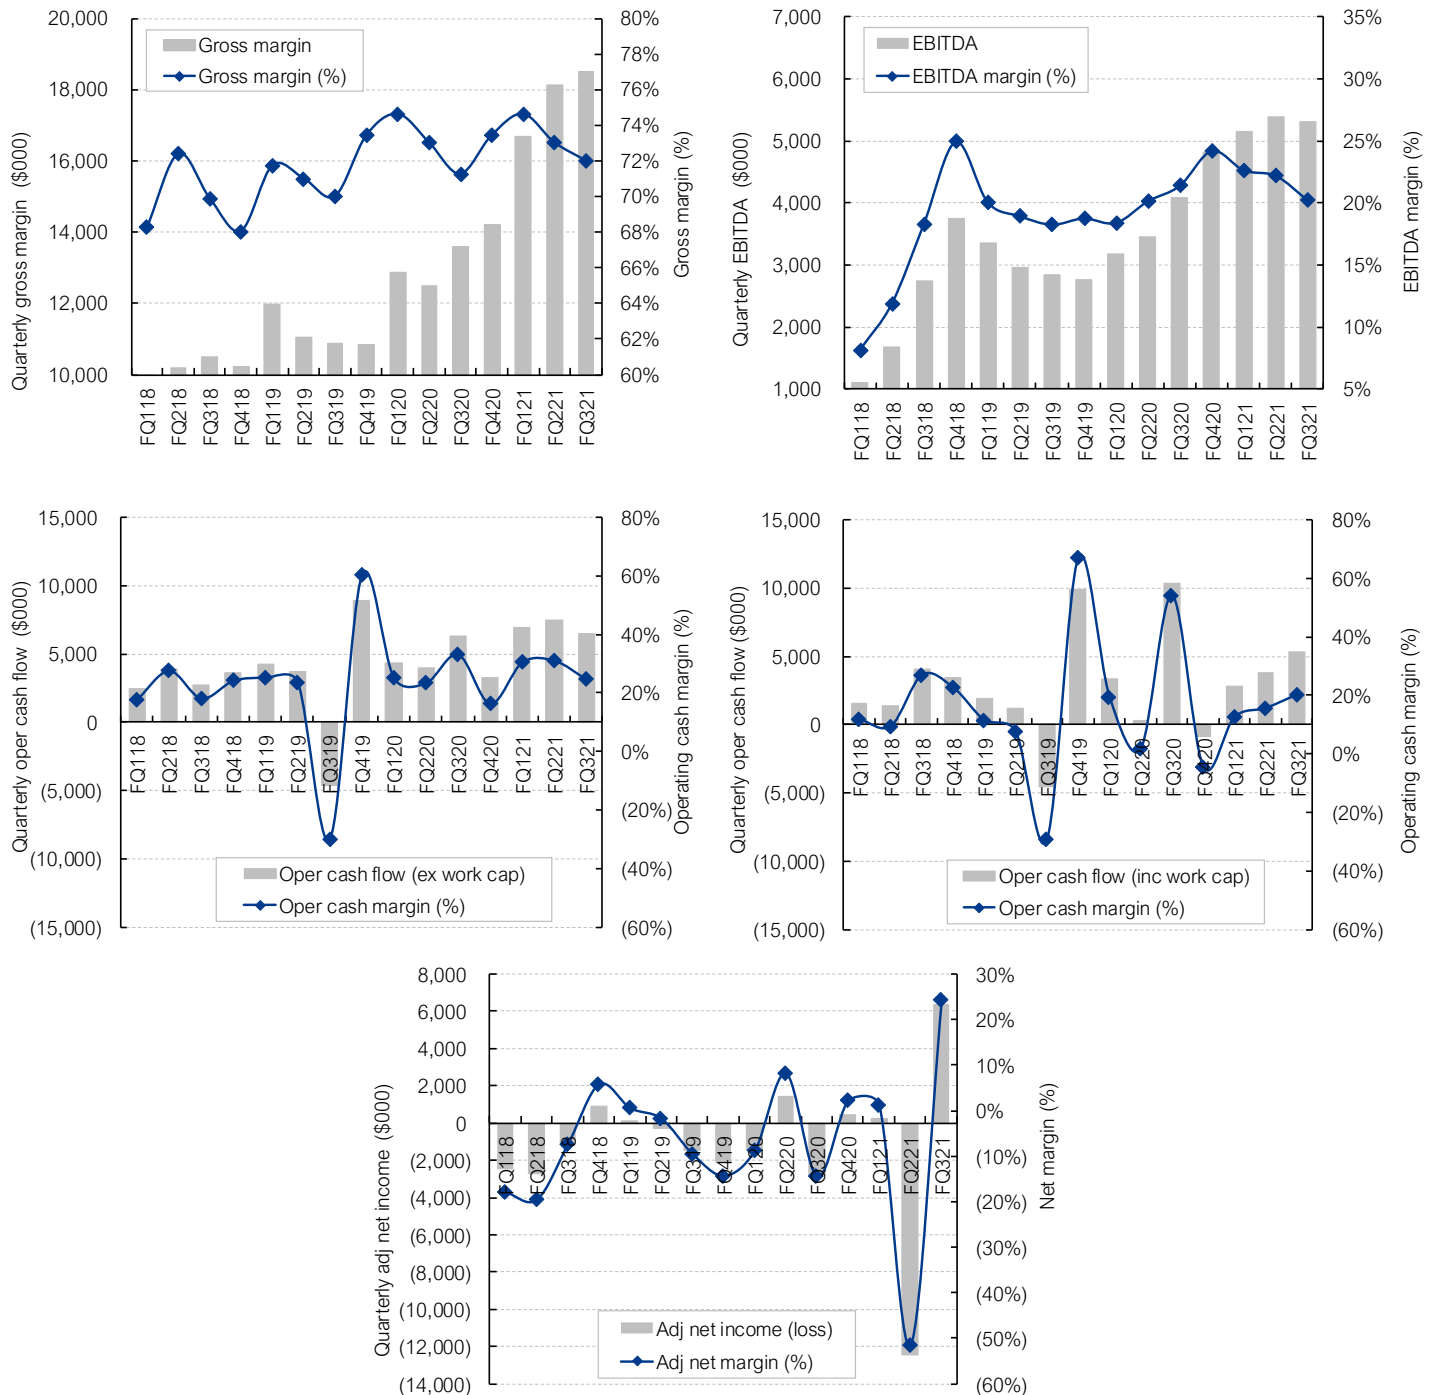 Quarterly gross margin ($000)
20,000
18,000
16,000
14,000
12,000
10,000
Gross margin
Gross margin (%)
80%
78%
76%
74%
72%
70%
68%
66%
64%
62%
60%
Gross margin (%)
FQ118
FQ218
FQ318
FQ418
FQ119
FQ219
FQ319
FQ419
FQ120
FQ220
FQ320
FQ420
FQ121
FQ221
FQ321
Quarterly EBITDA ($000)
7,000
6,000
5,000
4,000
3,000
2,000
1,000
EBITDA
EBITDA margin (%)
35%
30%
25%
20%
15%
10%
5%
EBITDA margin (%)
FQ118
FQ218
FQ318
FQ418
FQ119
FQ219
FQ319
FQ419
FQ120
FQ220
FQ320
FQ420
FQ121
FQ221
FQ321
Quarterly oper cash flow ($000)
15,000
10,000
5,000
0
(5,000)
(10,000)
(15,000)
FQ118
FQ218
FQ318
FQ418
FQ119
FQ219
FQ319
FQ419
FQ120
FQ220
FQ320
FQ420
FQ121
FQ221
FQ321
Oper cash flow (ex work cap)
Oper cash margin (%)
80%
60%
40%
20%
0%
(20%)
(40%)
(60%)
Operating cash margin (%)
Quarterly oper cash flow ($000)
15,000
10,000
5,000
0
(5,000)
(10,000)
(15,000)
FQ118
FQ218
FQ318
FQ418
FQ119
FQ219
FQ319
FQ419
FQ120
FQ220
FQ320
FQ420
FQ121
FQ221
FQ321
Oper cash flow (inc work cap)
Oper cash margin (%)
80%
60%
40%
20%
0%
(20%)
(40%)
(60%)
Operating cash margin (%)
Quarterly adj net income ($000)
8,000
6,000
4,000
2,000
0
(2,000)
(4,000)
(6,000)
(8,000)
(10,000)
(12,000)
(14,000)
FQ118
FQ218
FQ318
FQ418
FQ119
FQ219
FQ319
FQ419
FQ120
FQ220
FQ320
FQ420
FQ121
FQ221
FQ321
Adj net income (loss)
Adj net margin (%)
30%
20%
10%
0%
(10%)
(20%)
(30%)
(40%)
(50%)
(60%)
Net margin (%)